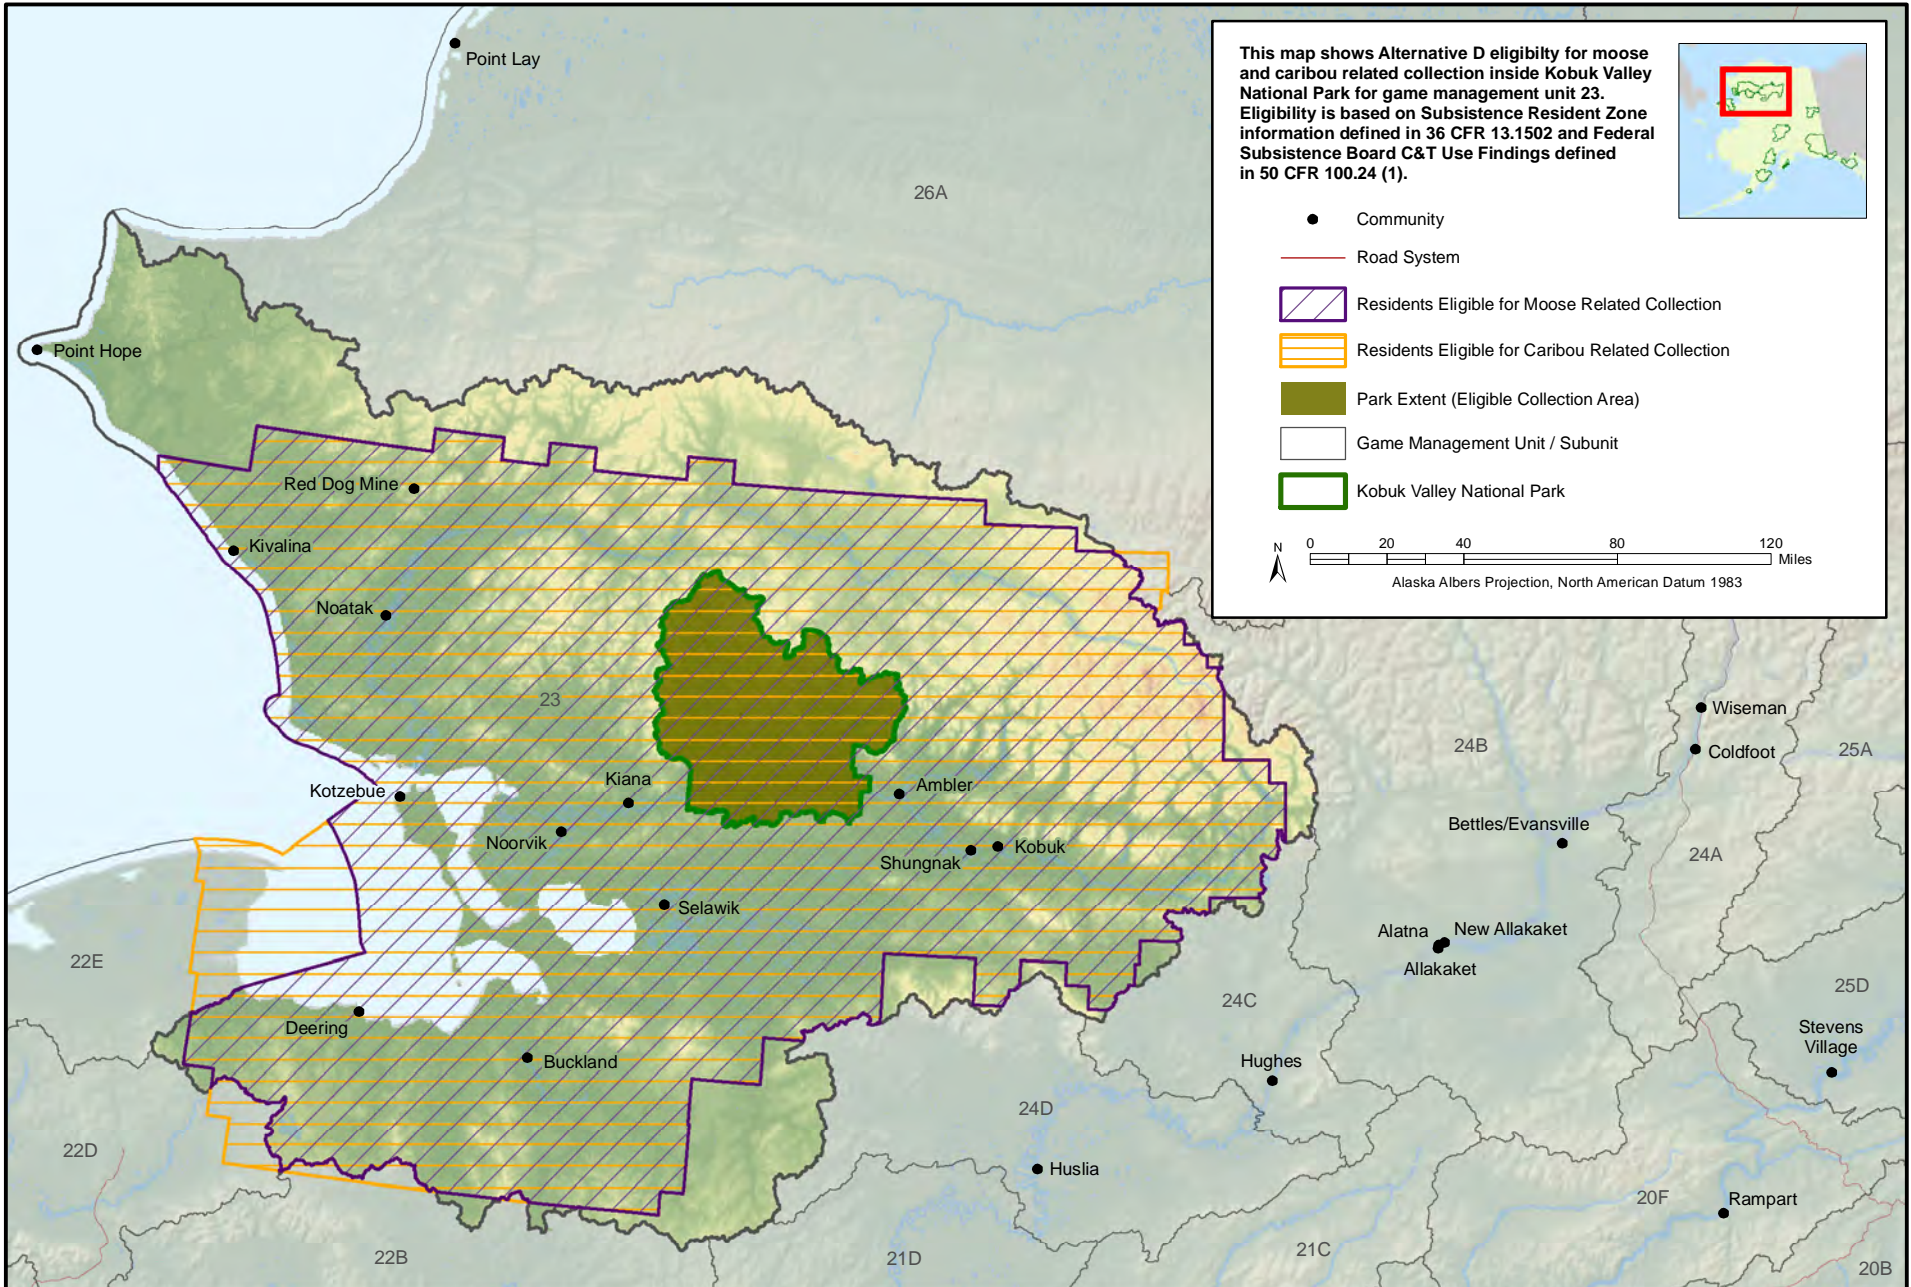 This map shows Alternative D eligibilty for moose
and caribou related collection inside Kobuk Valley
National Park for game management unit 23.
Eligibility is based on Subsistence Resident Zone
information defined in 36 CFR 13.1502 and Federal
Subsistence Board C&T Use Findings defined
in 50 CFR 100.24 (1).
Community
Road System
Residents Eligible for Moose Related Collection
Residents Eligible for Caribou Related Collection
Park Extent (Eligible Collection Area)
Game Management Unit / Subunit
Kobuk Valley National Park
N
0 20 40 80 120
Miles
Alaska Albers Projection, North American Datum 1983
Point Lay
26A
Point Hope
Red Dog Mine
Kivalina
Noatak
23
Kotzebue
Kiana
Ambler
Noorvik
Shungnak
Kobuk
Selawik
Deering
Buckland
22E
22D
22B
21D
21C
24D
24C
24B
24A
25A
25D
20F
20B
Wiseman
Coldfoot
Bettles/Evansville
Alatna
New Allakaket
Allakaket
Stevens
Village
Hughes
Huslia
Rampart